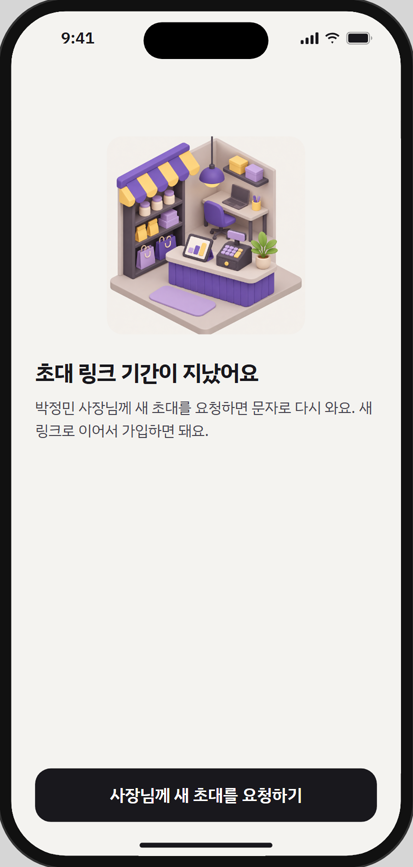 9:41
초대 링크 기간이 지났어요
박정민 사장님께 새 초대를 요청하면 문자로 다시 와요. 새
링크로 이어서 가입하면 돼요.
사장님께 새 초대를 요청하기